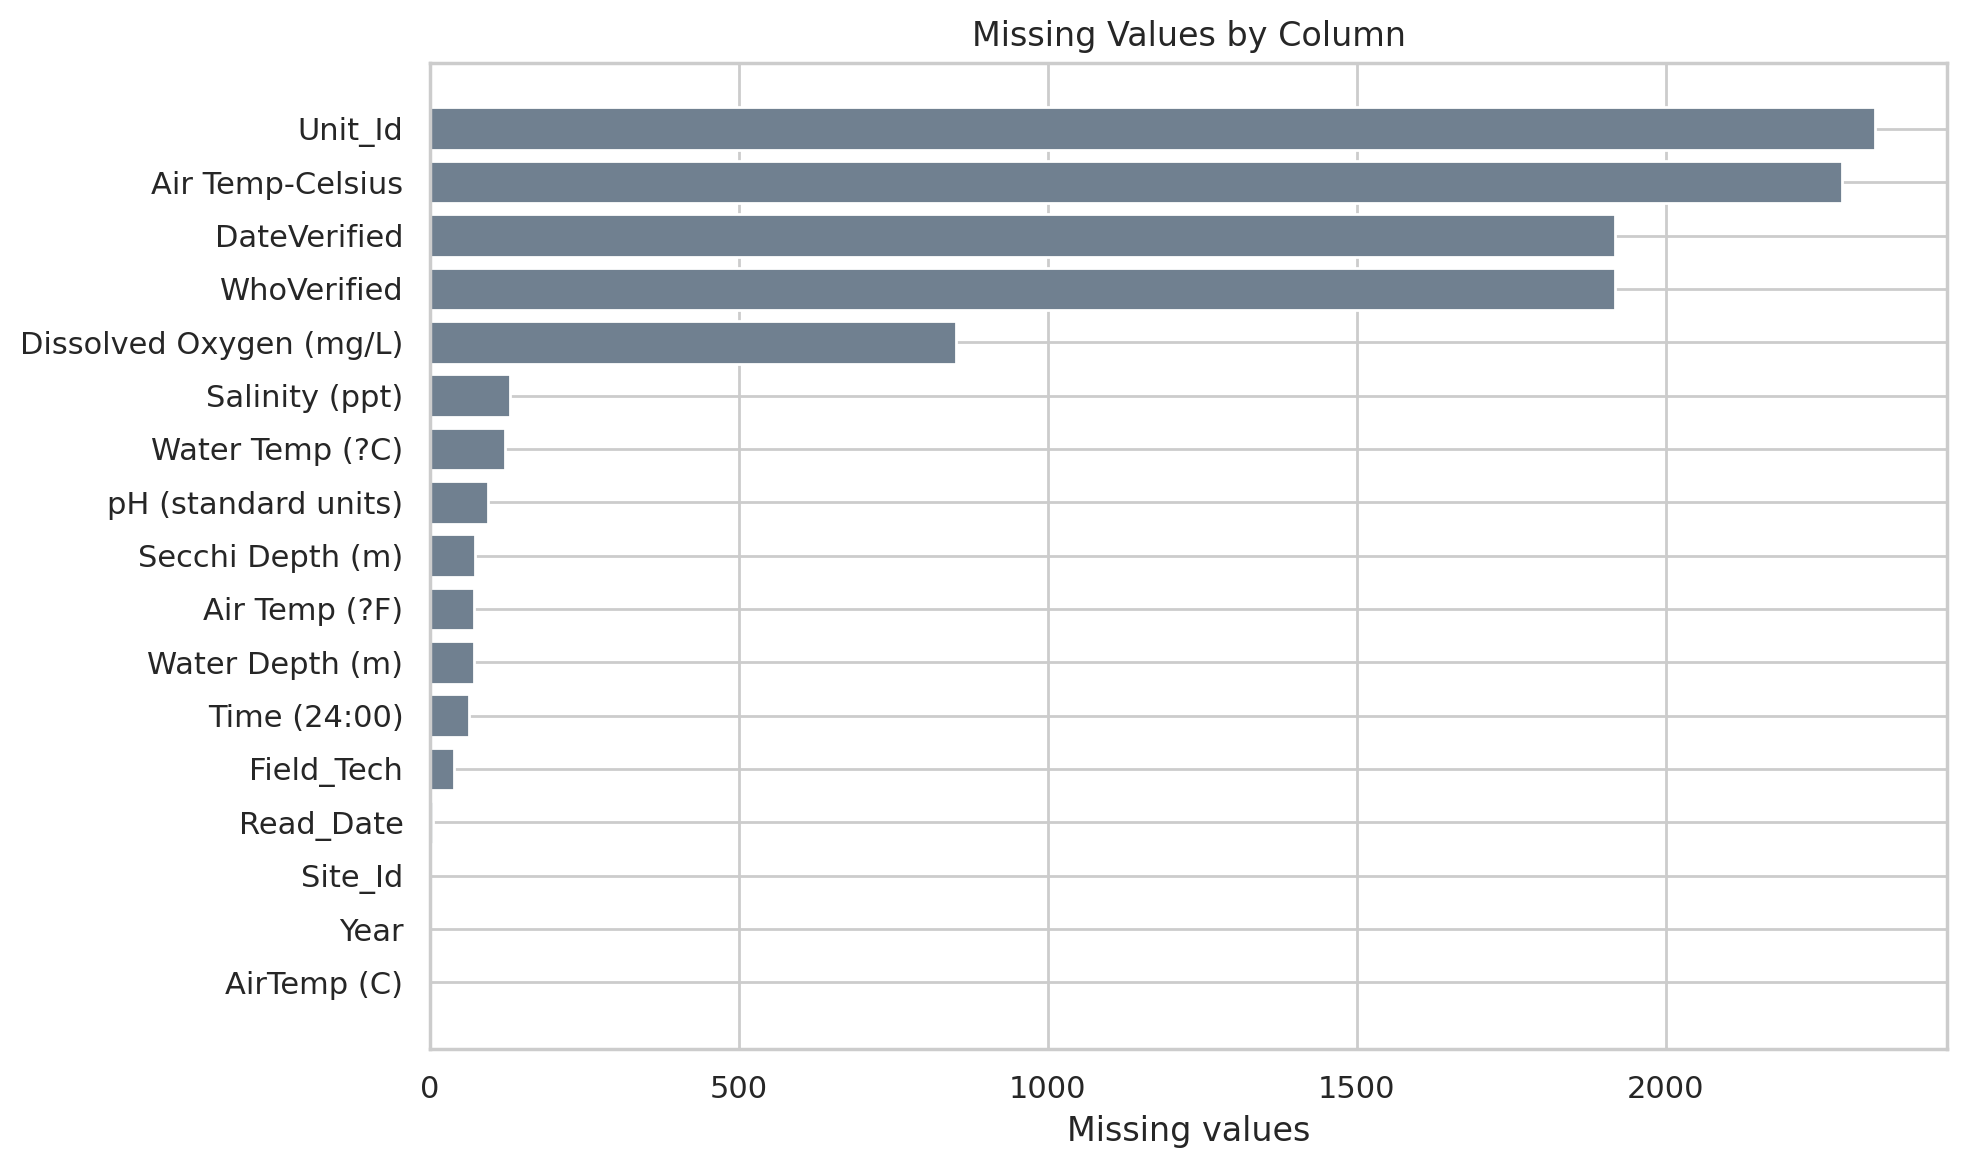 Missing Values by Column
Unit_Id
Air Temp-Celsius
DateVerified
WhoVerified
Dissolved Oxygen (mg/L)
Salinity (ppt)
Water Temp (?C)
pH (standard units)
Secchi Depth (m)
Air Temp (?F)
Water Depth (m)
Time (24:00)
Field_Tech
Read_Date
Site_Id
Year
AirTemp (C)
0 500 1000 1500 2000
Missing values